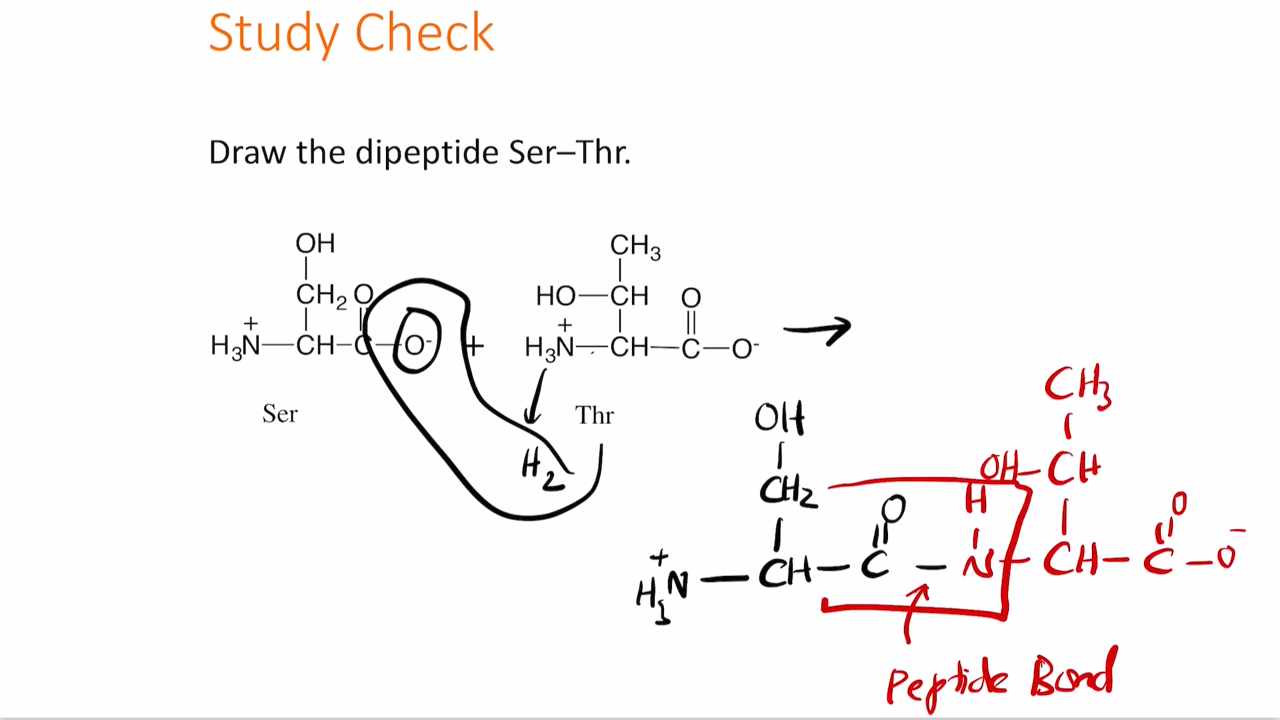 Study Check
Draw the dipeptide Ser–Thr.
OH
CH2 O
+
H3N—CH–C—O-
Ser
+
CH3
HO—CH O
+
H3N—CH—C—O-
Thr
H2
OH
CH2 O
+
H3N — CH – C – N – CH – C – O-
H
OH–CH O
CH3
Peptide Bond